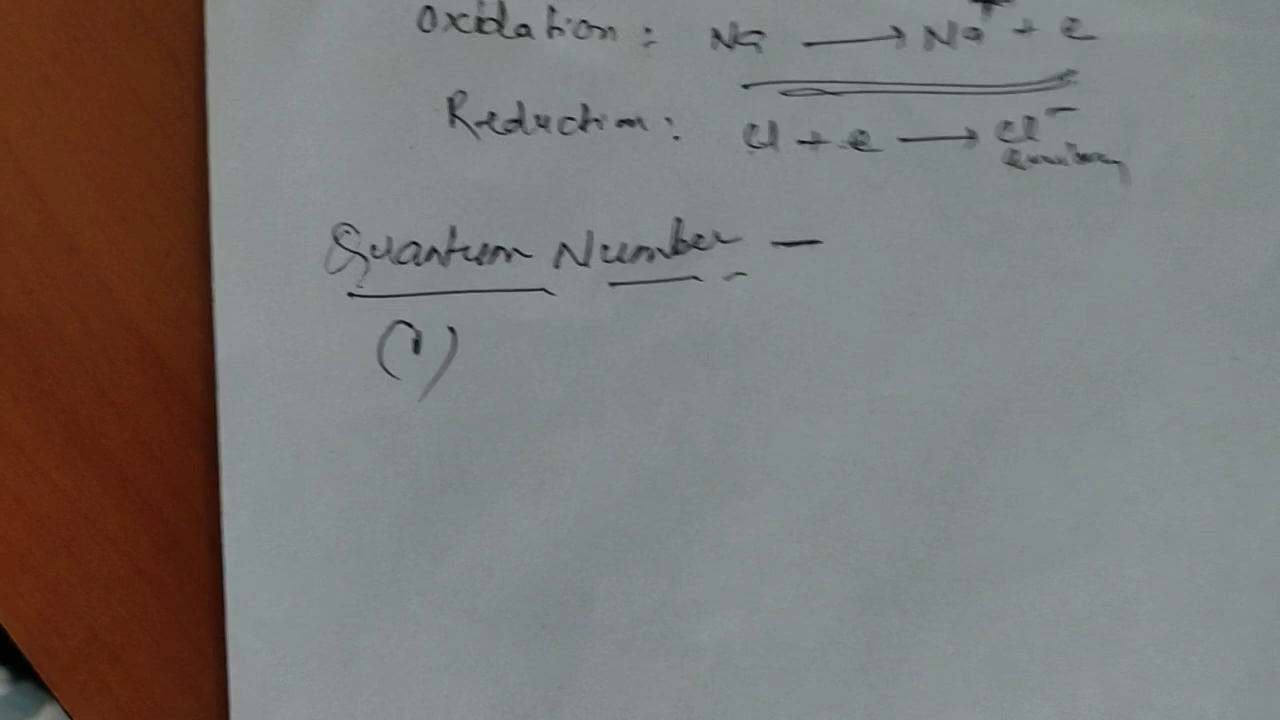 Oxidation : Na → Na⁺ + e
Reduction : Cl + e → Cl⁻
Quantum Number —
(1)